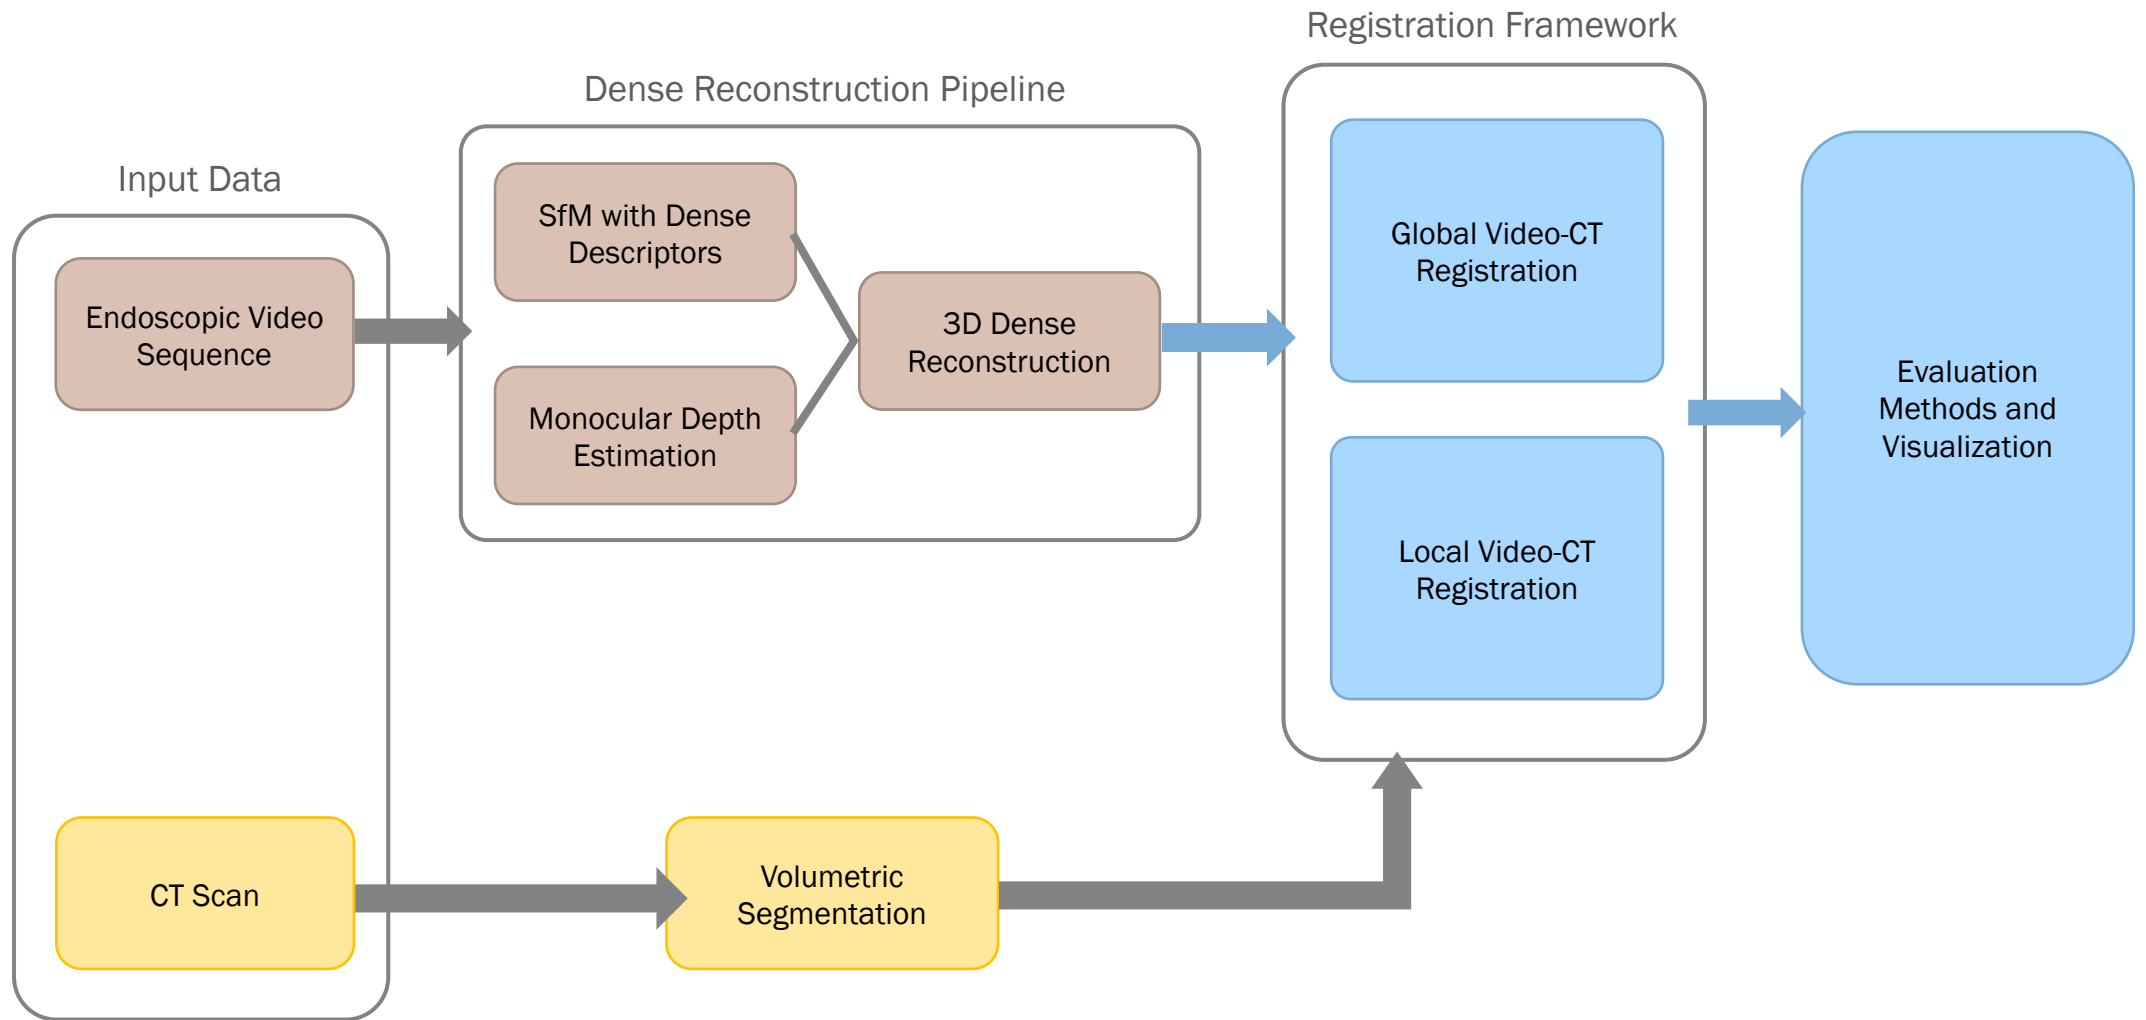 Registration Framework
Dense Reconstruction Pipeline
Input Data
SfM with Dense
Descriptors
Global Video-CT
Registration
Endoscopic Video
Sequence
3D Dense
Reconstruction
Monocular Depth
Estimation
Evaluation
Methods and
Visualization
Local Video-CT
Registration
CT Scan
Volumetric
Segmentation